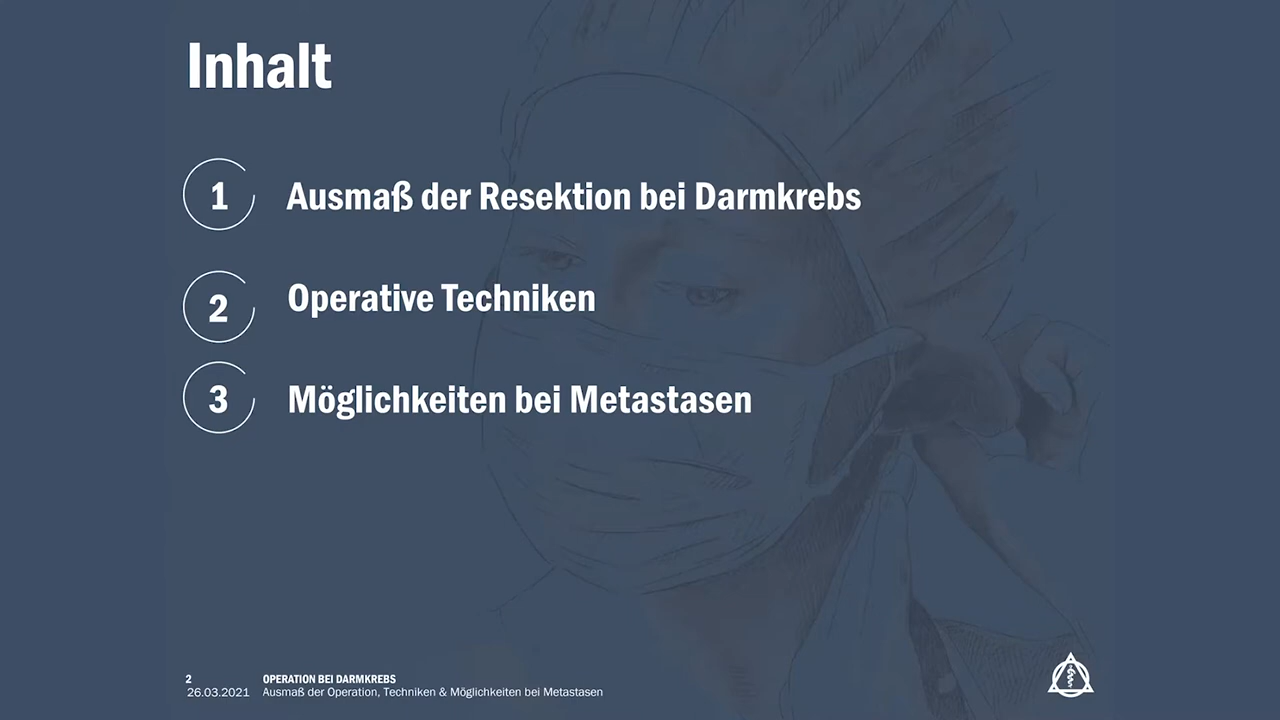 Inhalt
1 Ausmaß der Resektion bei Darmkrebs
2 Operative Techniken
3 Möglichkeiten bei Metastasen
2 OPERATION BEI DARMKREBS
26.03.2021 Ausmaß der Operation, Techniken & Möglichkeiten bei Metastasen